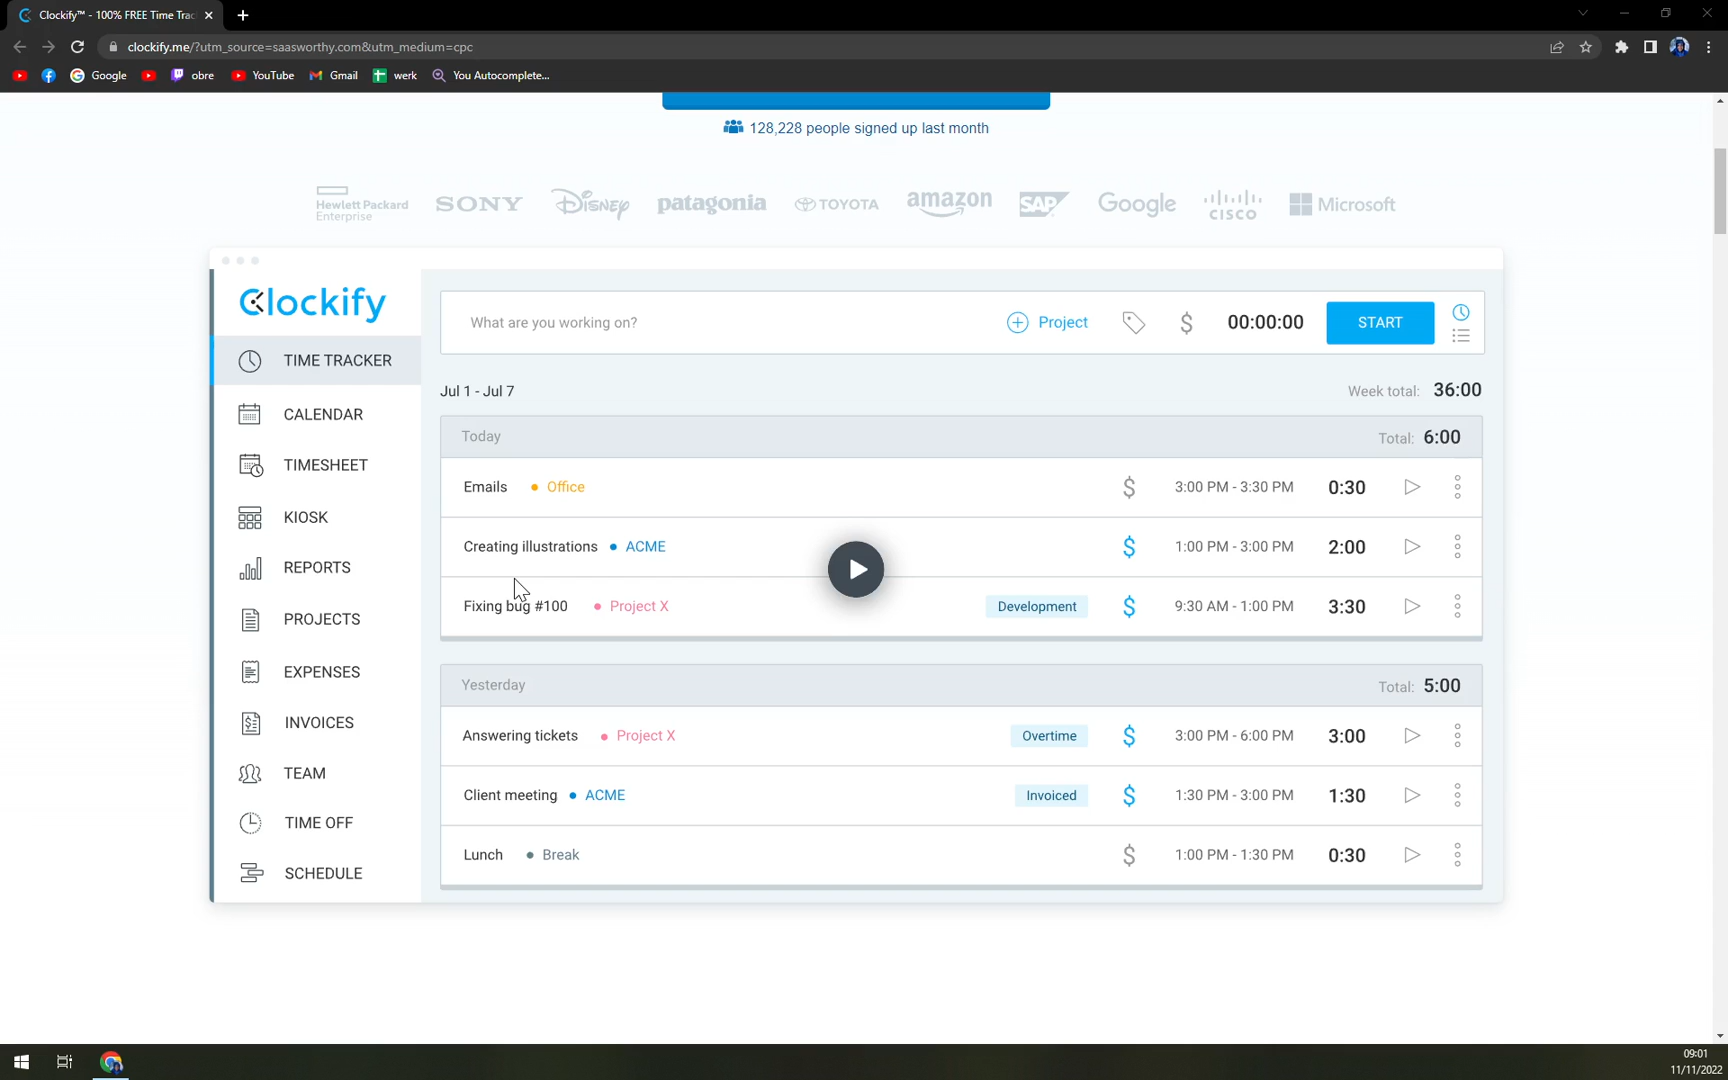 Clockify™ - 100% FREE Time Trac
clockify.me/?utm_source=saasworthy.com&utm_medium=cpc
Google obre YouTube Gmail werk You Autocomplete...
128,228 people signed up last month
Hewlett Packard Enterprise SONY Disney patagonia TOYOTA amazon SAP Google CISCO Microsoft
Clockify
What are you working on? Project $ 00:00:00 START
TIME TRACKER
Jul 1 - Jul 7 Week total: 36:00
CALENDAR
Today Total: 6:00
TIMESHEET
Emails • Office $ 3:00 PM - 3:30 PM 0:30
KIOSK
Creating illustrations • ACME $ 1:00 PM - 3:00 PM 2:00
REPORTS
Fixing bug #100 • Project X Development $ 9:30 AM - 1:00 PM 3:30
PROJECTS
EXPENSES
Yesterday Total: 5:00
INVOICES
Answering tickets • Project X Overtime $ 3:00 PM - 6:00 PM 3:00
TEAM
Client meeting • ACME Invoiced $ 1:30 PM - 3:00 PM 1:30
TIME OFF
Lunch • Break $ 1:00 PM - 1:30 PM 0:30
SCHEDULE
09:01
11/11/2022